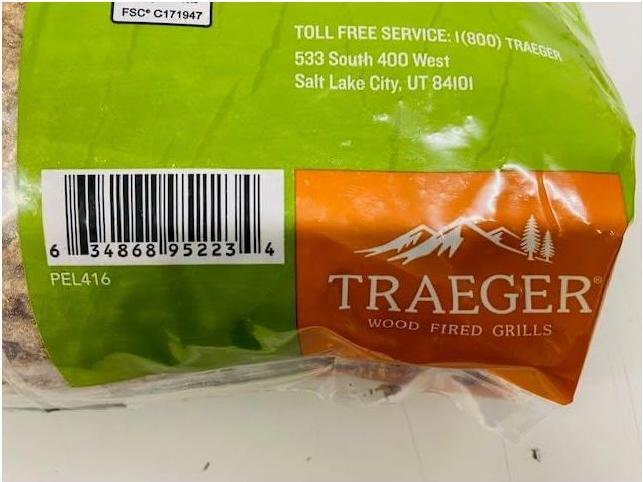 FSC® C171947
TOLL FREE SERVICE: 1(800) TRAEGER
533 South 400 West
Salt Lake City, UT 84101
6 34868 95223 4
PEL416
TRAEGER®
WOOD FIRED GRILLS